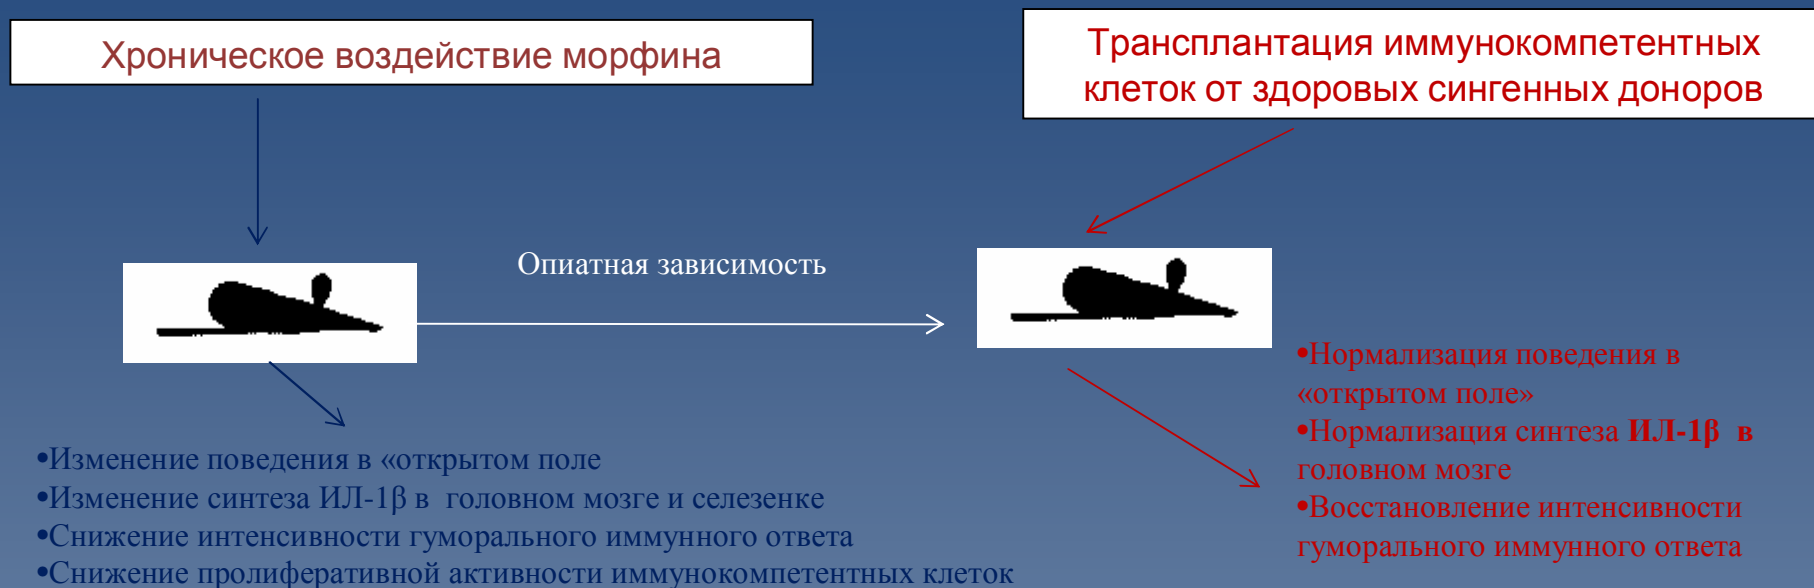 Хроническое воздействие морфина
Трансплантация иммунокомпетентных
клеток от здоровых сингенных доноров
Опиатная зависимость
•Изменение поведения в «открытом поле
•Изменение синтеза ИЛ-1β в головном мозге и селезенке
•Снижение интенсивности гуморального иммунного ответа
•Снижение пролиферативной активности иммунокомпетентных клеток
•Нормализация поведения в
«открытом поле»
•Нормализация синтеза ИЛ-1β в
головном мозге
•Восстановление интенсивности
гуморального иммунного ответа